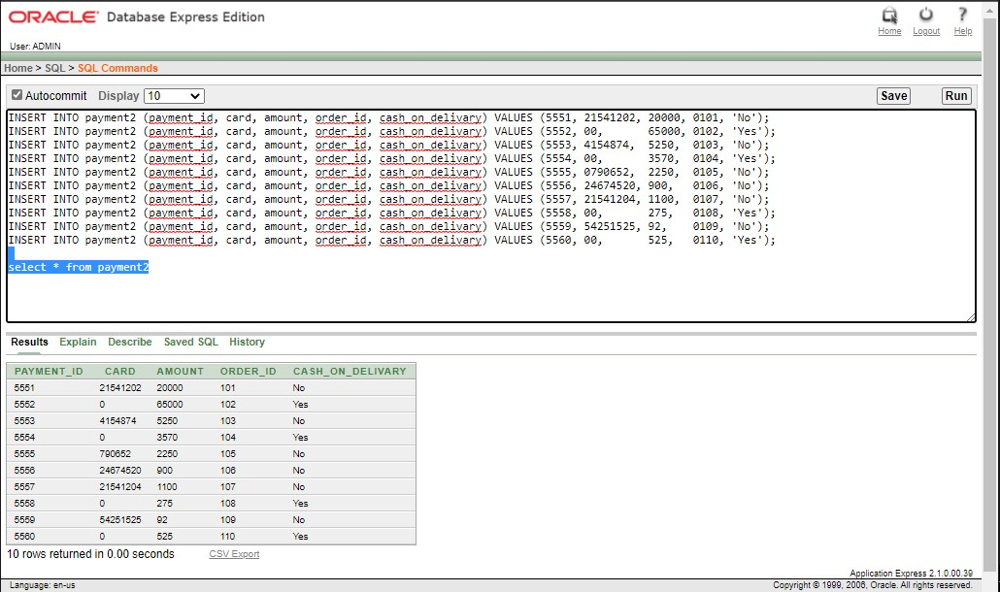 ORACLE® Database Express Edition
Home Logout Help
User: ADMIN
Home > SQL > SQL Commands
Autocommit Display 10 Save Run
INSERT INTO payment2 (payment_id, card, amount, order_id, cash_on_delivary) VALUES (5551, 21541202, 20000, 0101, 'No');
INSERT INTO payment2 (payment_id, card, amount, order_id, cash_on_delivary) VALUES (5552, 00, 65000, 0102, 'Yes');
INSERT INTO payment2 (payment_id, card, amount, order_id, cash_on_delivary) VALUES (5553, 4154874, 5250, 0103, 'No');
INSERT INTO payment2 (payment_id, card, amount, order_id, cash_on_delivary) VALUES (5554, 00, 3570, 0104, 'Yes');
INSERT INTO payment2 (payment_id, card, amount, order_id, cash_on_delivary) VALUES (5555, 0790652, 2250, 0105, 'No');
INSERT INTO payment2 (payment_id, card, amount, order_id, cash_on_delivary) VALUES (5556, 24674520, 900, 0106, 'No');
INSERT INTO payment2 (payment_id, card, amount, order_id, cash_on_delivary) VALUES (5557, 21541204, 1100, 0107, 'No');
INSERT INTO payment2 (payment_id, card, amount, order_id, cash_on_delivary) VALUES (5558, 00, 275, 0108, 'Yes');
INSERT INTO payment2 (payment_id, card, amount, order_id, cash_on_delivary) VALUES (5559, 54251525, 92, 0109, 'No');
INSERT INTO payment2 (payment_id, card, amount, order_id, cash_on_delivary) VALUES (5560, 00, 525, 0110, 'Yes');
select * from payment2
Results Explain Describe Saved SQL History
PAYMENT_ID CARD AMOUNT ORDER_ID CASH_ON_DELIVARY
5551 21541202 20000 101 No
5552 0 65000 102 Yes
5553 4154874 5250 103 No
5554 0 3570 104 Yes
5555 790652 2250 105 No
5556 24674520 900 106 No
5557 21541204 1100 107 No
5558 0 275 108 Yes
5559 54251525 92 109 No
5560 0 525 110 Yes
10 rows returned in 0.00 seconds CSV Export
Application Express 2.1.0.00.39
Language: en-us Copyright © 1999, 2006, Oracle. All rights reserved.